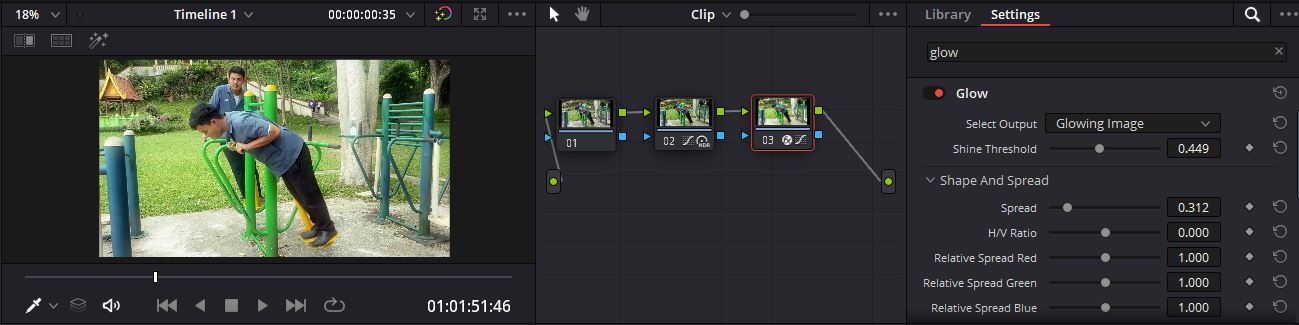 18% Timeline 1 00:00:00:35
01:01:51:46
Clip
01
02 HDR
03
Library Settings
glow
Glow
Select Output Glowing Image
Shine Threshold 0.449
Shape And Spread
Spread 0.312
H/V Ratio 0.000
Relative Spread Red 1.000
Relative Spread Green 1.000
Relative Spread Blue 1.000